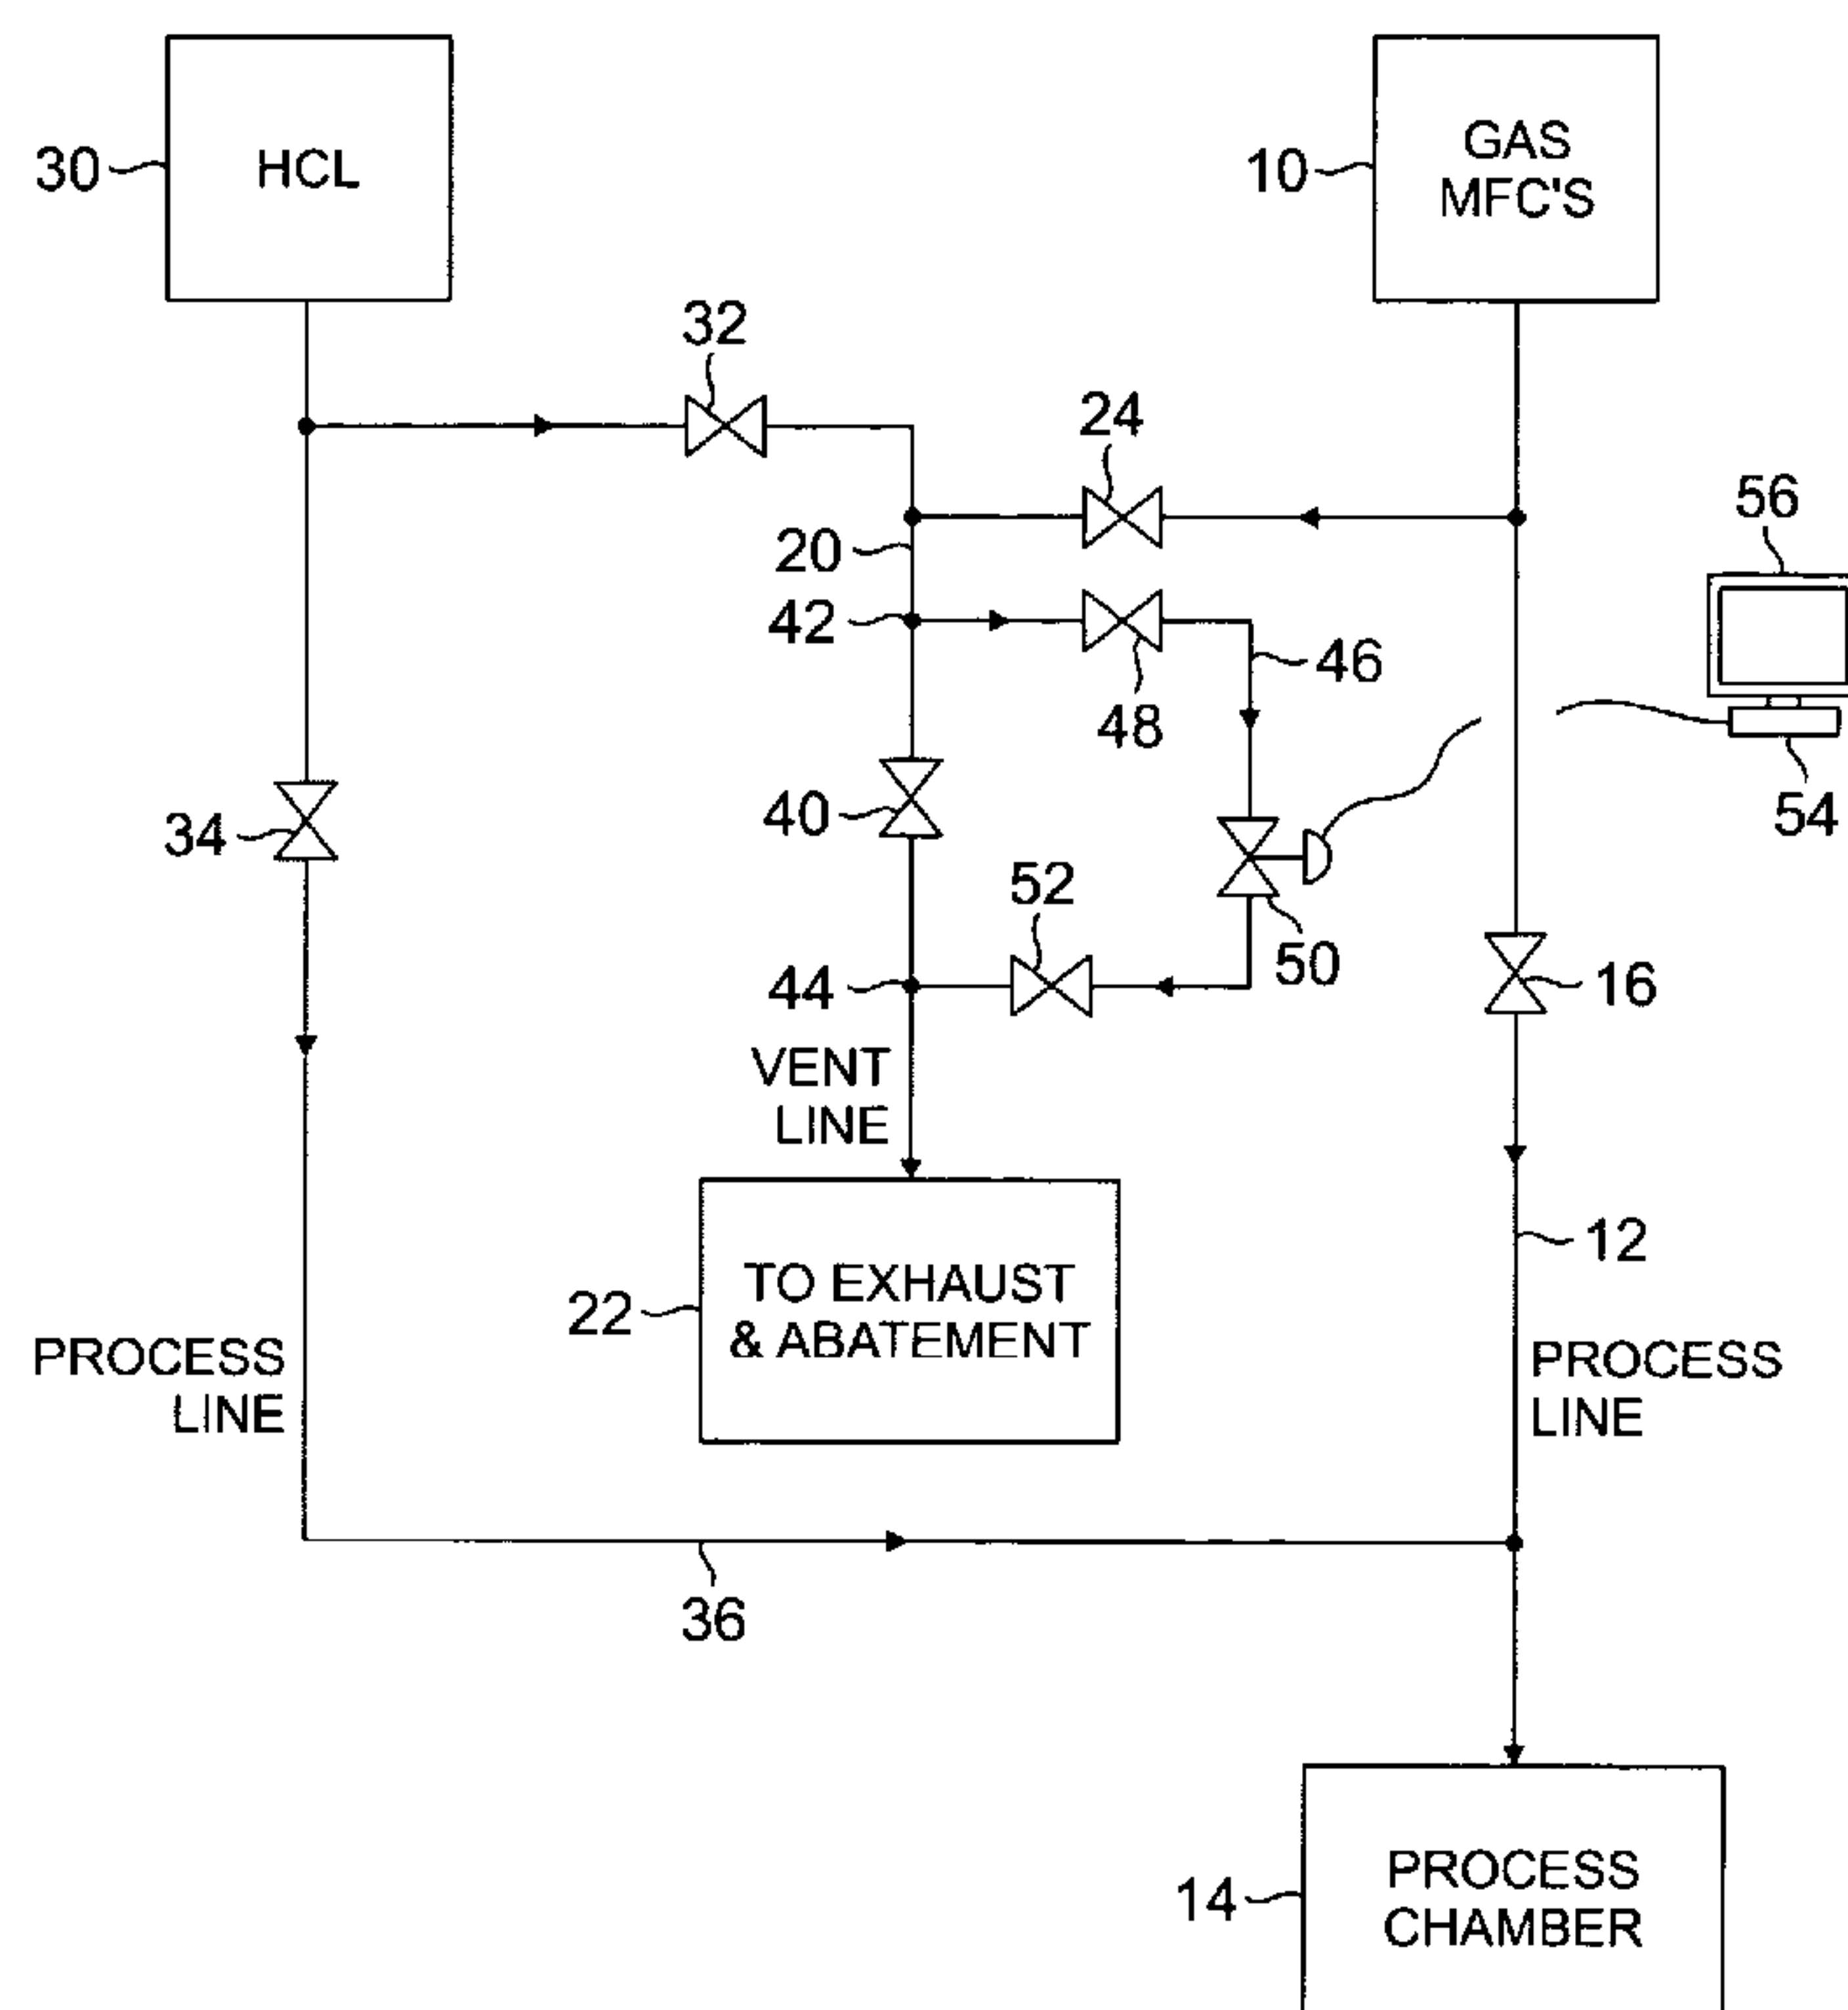 30
HCL
10
GAS
MFC'S
32
24
56
20
42
46
48
34
40
54
52
50
44
16
VENT
LINE
12
22
TO EXHAUST
& ABATEMENT
PROCESS
LINE
PROCESS
LINE
36
14
PROCESS
CHAMBER